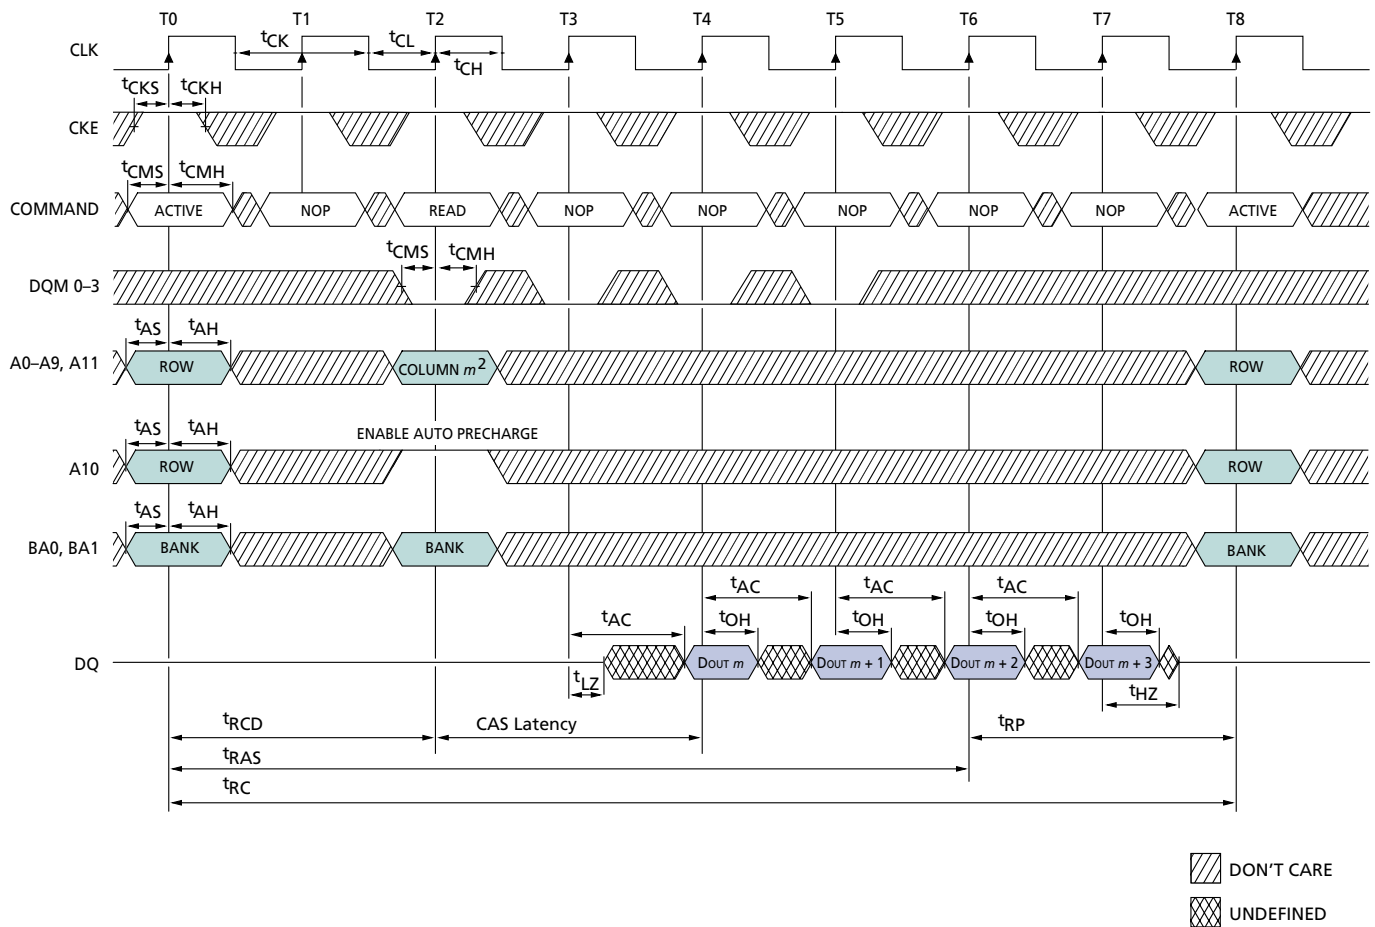 T0 T1 T2 T3 T4 T5 T6 T7 T8
CLK
tCK tCL
tCH
tCKS tCKH
CKE
tCMS tCMH
COMMAND ACTIVE NOP READ NOP NOP NOP NOP NOP ACTIVE
tCMS tCMH
DQM 0–3
tAS tAH
A0–A9, A11 ROW COLUMN m2 ROW
tAS tAH ENABLE AUTO PRECHARGE
A10 ROW ROW
tAS tAH
BA0, BA1 BANK BANK BANK
tAC tAC tAC
tAC tOH tOH tOH tOH
DQ DOUT m DOUT m + 1 DOUT m + 2 DOUT m + 3
tLZ tHZ
tRCD CAS Latency tRP
tRAS
tRC
DON'T CARE
UNDEFINED